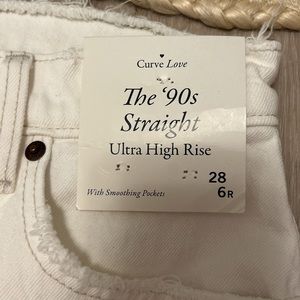 Curve Love
The ‘90s
Straight
Ultra High Rise
28
6R
With Smoothing Pockets